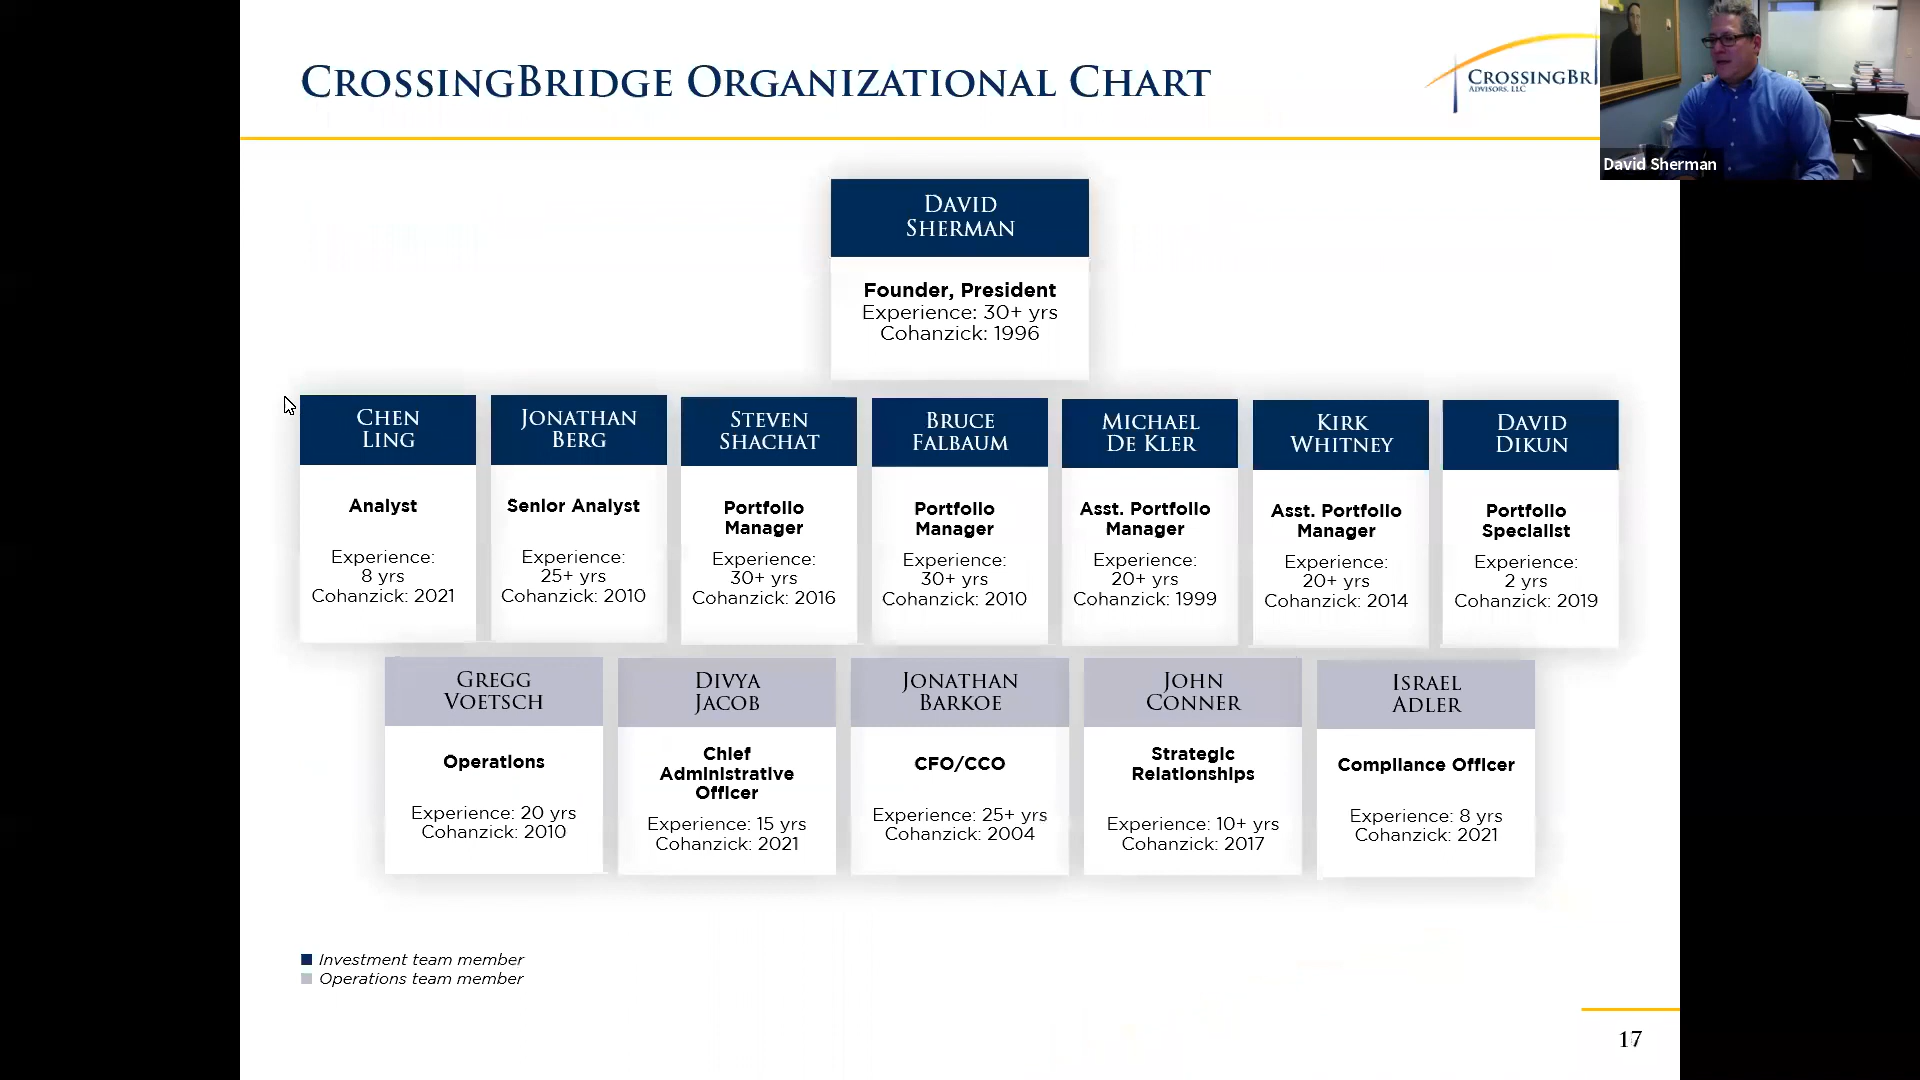 CrossingBridge Organizational Chart
CrossingBr
Advisors, LLC
David Sherman
David
Sherman
Founder, President
Experience: 30+ yrs
Cohanzick: 1996
Chen
Ling
Analyst
Experience:
8 yrs
Cohanzick: 2021
Jonathan
Berg
Senior Analyst
Experience:
25+ yrs
Cohanzick: 2010
Steven
Shachat
Portfolio
Manager
Experience:
30+ yrs
Cohanzick: 2016
Bruce
Falbaum
Portfolio
Manager
Experience:
30+ yrs
Cohanzick: 2010
Michael
De Kler
Asst. Portfolio
Manager
Experience:
20+ yrs
Cohanzick: 1999
Kirk
Whitney
Asst. Portfolio
Manager
Experience:
20+ yrs
Cohanzick: 2014
David
Dikun
Portfolio
Specialist
Experience:
2 yrs
Cohanzick: 2019
Gregg
Voetsch
Operations
Experience: 20 yrs
Cohanzick: 2010
Divya
Jacob
Chief
Administrative
Officer
Experience: 15 yrs
Cohanzick: 2021
Jonathan
Barkoe
CFO/CCO
Experience: 25+ yrs
Cohanzick: 2004
John
Conner
Strategic
Relationships
Experience: 10+ yrs
Cohanzick: 2017
Israel
Adler
Compliance Officer
Experience: 8 yrs
Cohanzick: 2021
Investment team member
Operations team member
17